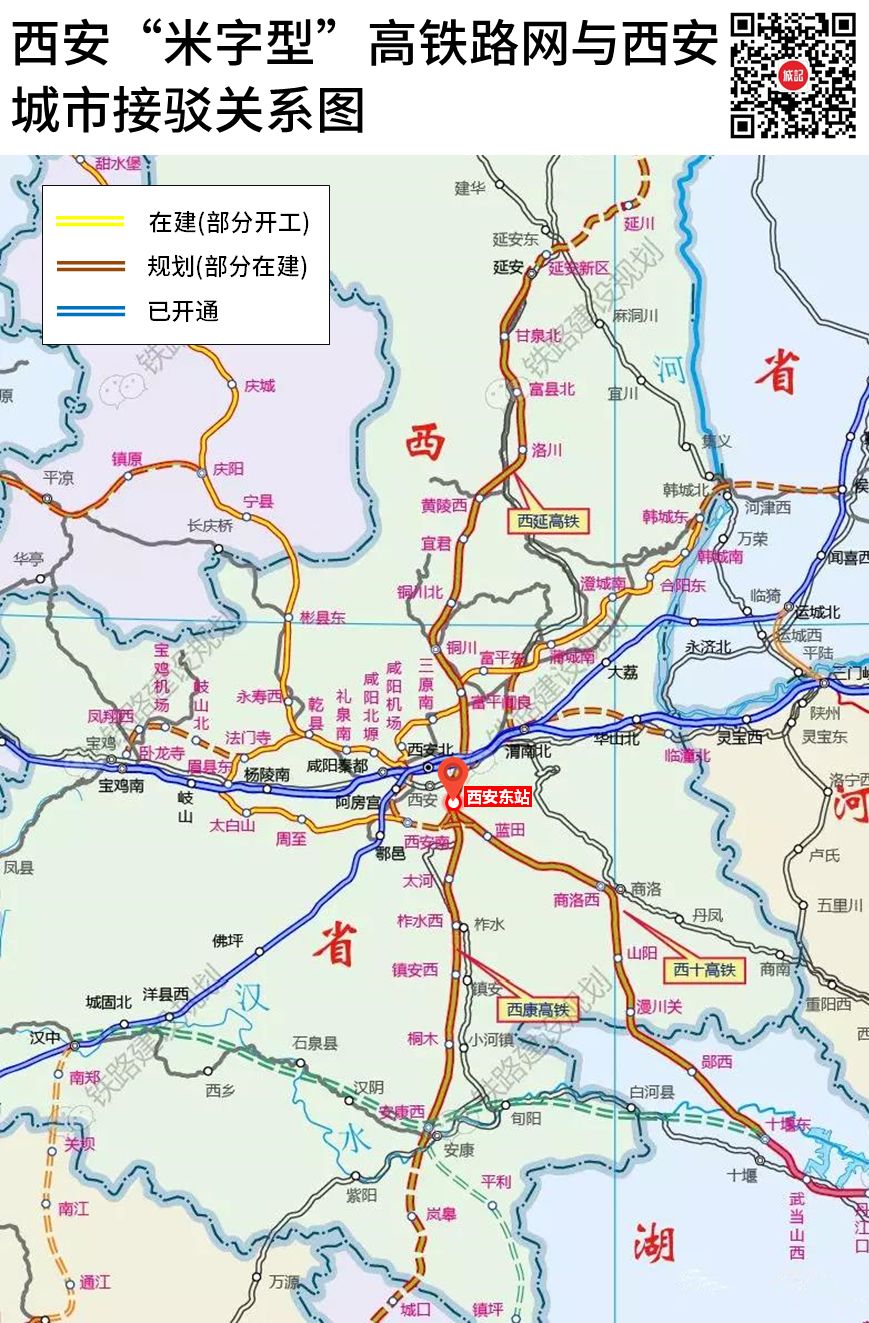 西安“米字型”高铁路网与西安
城市接驳关系图
城記
甜水堡
在建(部分开工)
规划(部分在建)
已开通
建华
延川
延安东
延安
延安新区
麻洞川
甘泉北
铁路建设规划
河
省
宜川
富县北
庆城
西
集义
洛川
镇原
庆阳
平凉
韩城北
侯
河津西
黄陵西
宁县
韩城东
西延高铁
长庆桥
万荣
宜君
韩城南
闻喜西
华亭
澄城南
合阳东
铜川北
临猗
运城北
彬县东
运城西
铜川
永济北
平陆
宝鸡机场
富平东
蒲城南
大荔
三门峡
岐山北
咸阳机场
三原南
永寿西
乾县
礼泉南
咸阳北塬
富平阎良
陕州
凤翔西
法门寺
西安北
渭南北
华山北
灵宝西
灵宝东
宝鸡
卧龙寺
眉县东
咸阳秦都
临潼北
杨陵南
洛宁西
宝鸡南
岐山
阿房宫
西安
西安东站
河
太白山
周至
西安南
蓝田
鄠邑
卢氏
凤县
太河
商洛西
商洛
五里川
柞水西
柞水
丹凤
佛坪
省
山阳
西十高铁
商南
镇安西
镇安
重阳西
城固北
洋县西
汉
西康高铁
漫川关
汉中
石泉县
桐木
小河镇
郧西
南郑
西乡
汉阴
白河县
安康西
旬阳
十堰东
关坝
水
安康
十堰
紫阳
平利
武当山西
丹江口
南江
岚皋
湖
通江
万源
城口
镇坪